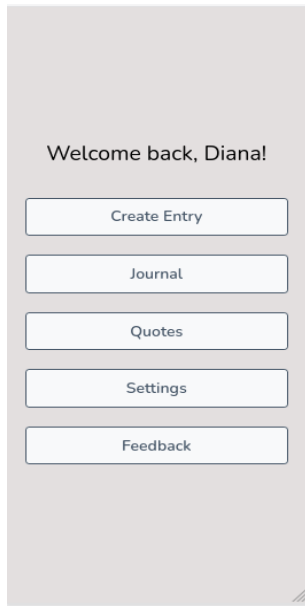 Welcome back, Diana!
Create Entry
Journal
Quotes
Settings
Feedback